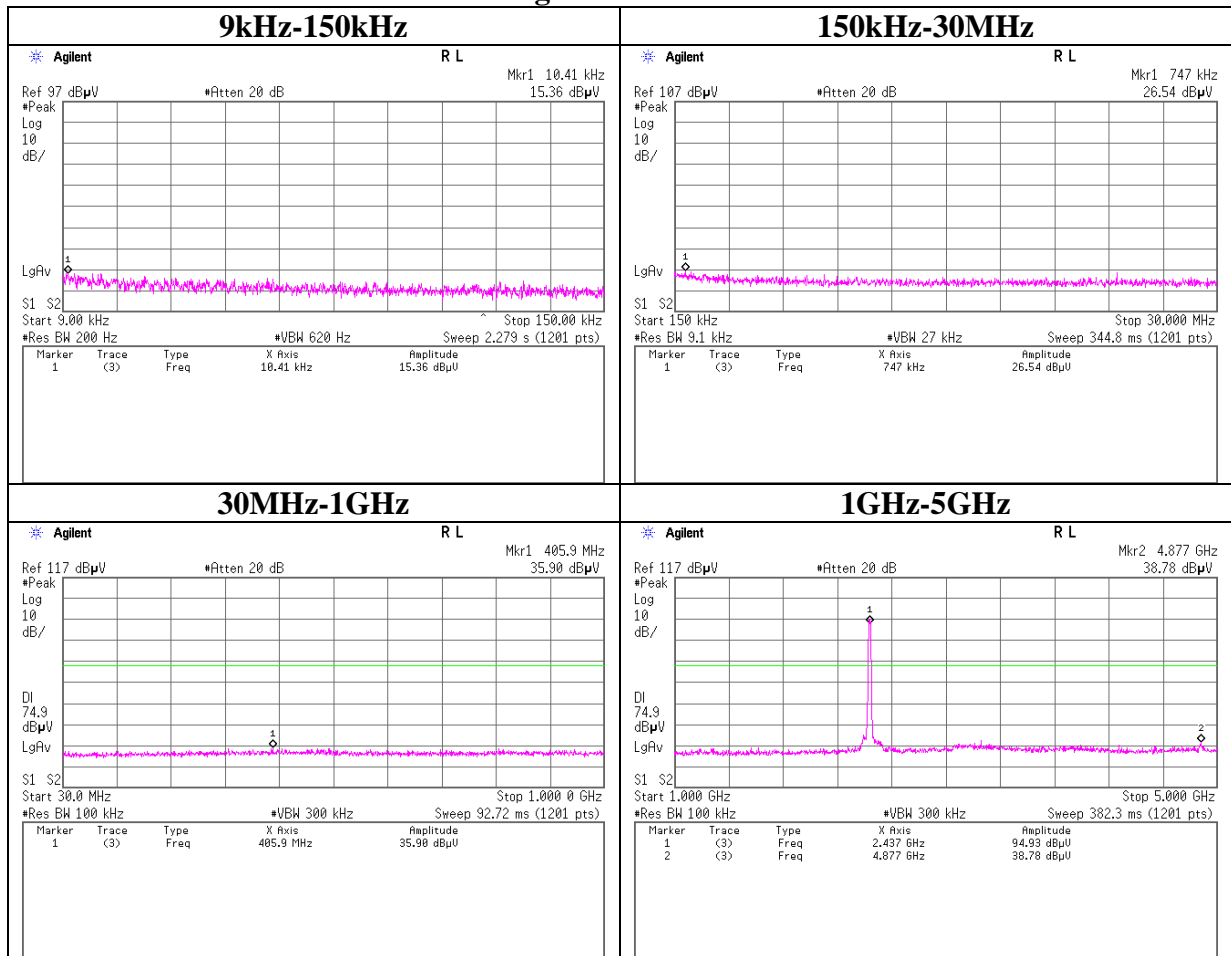 9kHz-150kHz
Agilent R L
Mkr1 10.41 kHz
Ref 97 dBµV #Atten 20 dB 15.36 dBµV
#Peak
Log
10
dB/
1
LgAv
S1 S2
Start 9.00 kHz ^ Stop 150.00 kHz
#Res BW 200 Hz #VBW 620 Hz Sweep 2.279 s (1201 pts)
Marker Trace Type X Axis Amplitude
1 (3) Freq 10.41 kHz 15.36 dBµV
150kHz-30MHz
Agilent R L
Mkr1 747 kHz
Ref 107 dBµV #Atten 20 dB 26.54 dBµV
#Peak
Log
10
dB/
1
LgAv
S1 S2
Start 150 kHz Stop 30.000 MHz
#Res BW 9.1 kHz #VBW 27 kHz Sweep 344.8 ms (1201 pts)
Marker Trace Type X Axis Amplitude
1 (3) Freq 747 kHz 26.54 dBµV
30MHz-1GHz
Agilent R L
Mkr1 405.9 MHz
Ref 117 dBµV #Atten 20 dB 35.90 dBµV
#Peak
Log
10
dB/
DI
74.9
dBµV
1
LgAv
S1 S2
Start 30.0 MHz Stop 1.000 0 GHz
#Res BW 100 kHz #VBW 300 kHz Sweep 92.72 ms (1201 pts)
Marker Trace Type X Axis Amplitude
1 (3) Freq 405.9 MHz 35.90 dBµV
1GHz-5GHz
Agilent R L
Mkr2 4.877 GHz
Ref 117 dBµV #Atten 20 dB 38.78 dBµV
#Peak
Log
10
dB/
1
DI
74.9
dBµV
2
LgAv
S1 S2
Start 1.000 GHz Stop 5.000 GHz
#Res BW 100 kHz #VBW 300 kHz Sweep 382.3 ms (1201 pts)
Marker Trace Type X Axis Amplitude
1 (3) Freq 2.437 GHz 94.93 dBµV
2 (3) Freq 4.877 GHz 38.78 dBµV